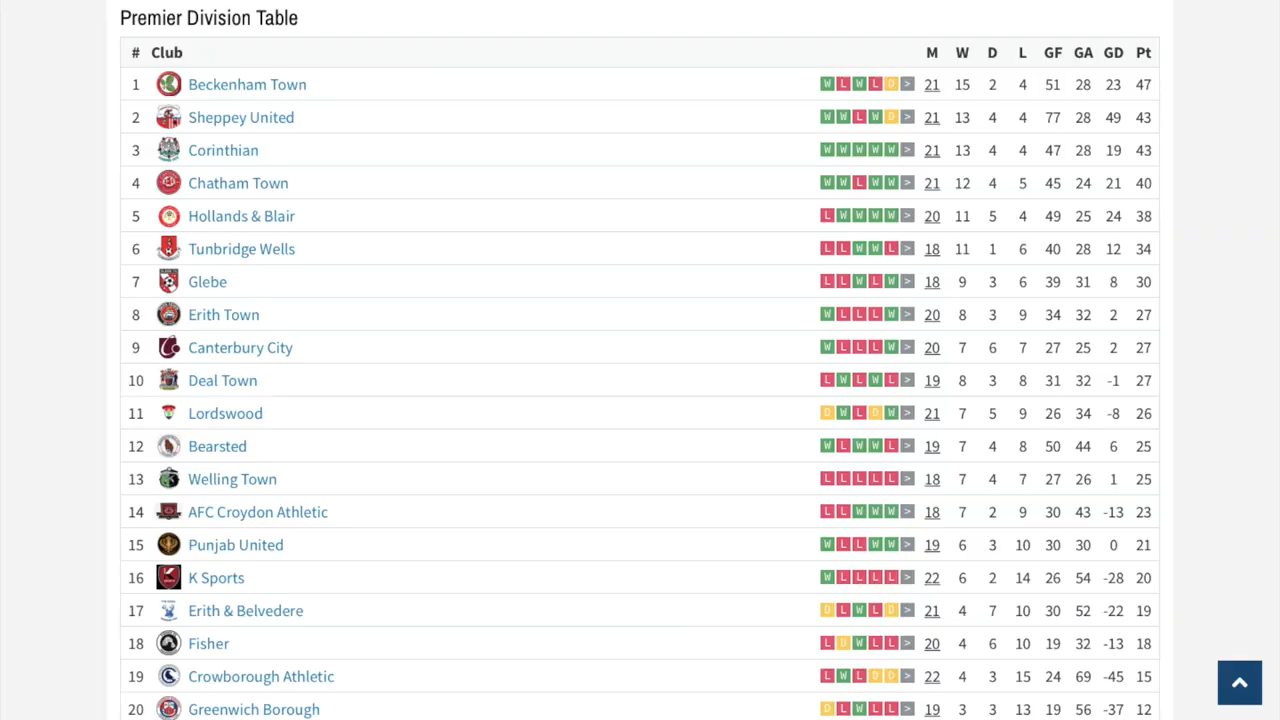 Premier Division Table
# Club M W D L GF GA GD Pt
1 Beckenham Town W L W L D > 21 15 2 4 51 28 23 47
2 Sheppey United W W L W D > 21 13 4 4 77 28 49 43
3 Corinthian W W W W W > 21 13 4 4 47 28 19 43
4 Chatham Town W W L W W > 21 12 4 5 45 24 21 40
5 Hollands & Blair L W W W W > 20 11 5 4 49 25 24 38
6 Tunbridge Wells L L W W L > 18 11 1 6 40 28 12 34
7 Glebe L L W L W > 18 9 3 6 39 31 8 30
8 Erith Town W L L L W > 20 8 3 9 34 32 2 27
9 Canterbury City W L L L W > 20 7 6 7 27 25 2 27
10 Deal Town L W L W L > 19 8 3 8 31 32 -1 27
11 Lordswood D W L D W > 21 7 5 9 26 34 -8 26
12 Bearsted W L W W L > 19 7 4 8 50 44 6 25
13 Welling Town L L L L L > 18 7 4 7 27 26 1 25
14 AFC Croydon Athletic L L W W W > 18 7 2 9 30 43 -13 23
15 Punjab United W L L W W > 19 6 3 10 30 30 0 21
16 K Sports W L L L L > 22 6 2 14 26 54 -28 20
17 Erith & Belvedere D L W L D > 21 4 7 10 30 52 -22 19
18 Fisher L D W L L > 20 4 6 10 19 32 -13 18
19 Crowborough Athletic L W L D D > 22 4 3 15 24 69 -45 15
20 Greenwich Borough D L W L L > 19 3 3 13 19 56 -37 12